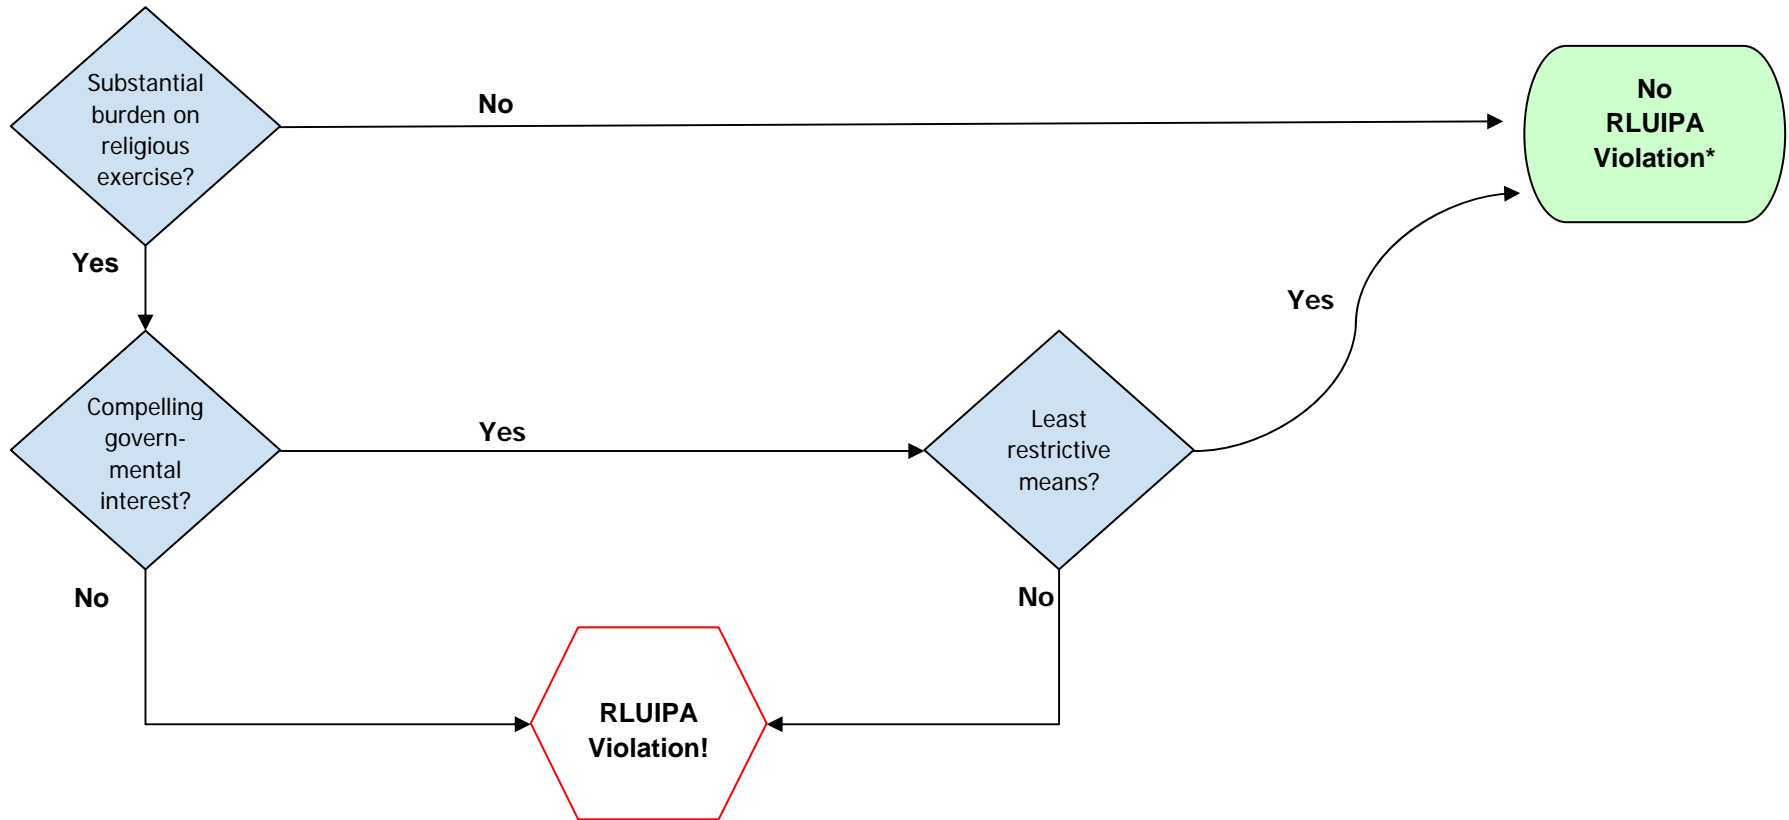 Substantial
burden on
religious
exercise?
No
No
RLUIPA
Violation*
Yes
Yes
Compelling
govern-
mental
interest?
Yes
Least
restrictive
means?
No
No
RLUIPA
Violation!